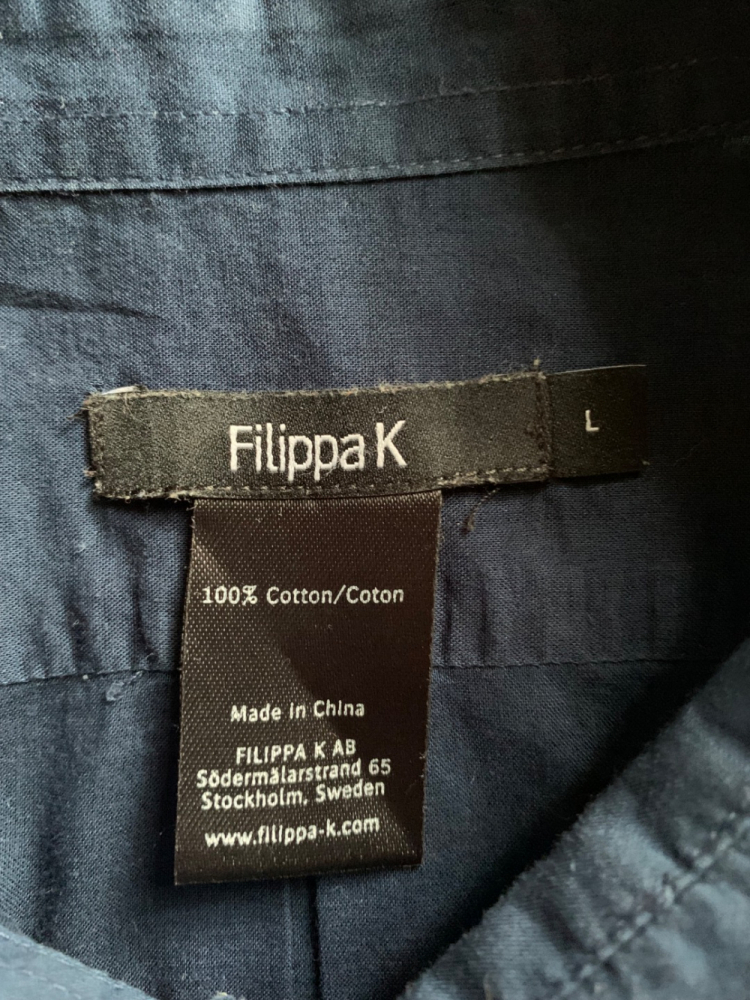 Filippa K
L
100% Cotton/Coton
Made in China
FILIPPA K AB
Södermälarstrand 65
Stockholm, Sweden
www.filippa-k.com